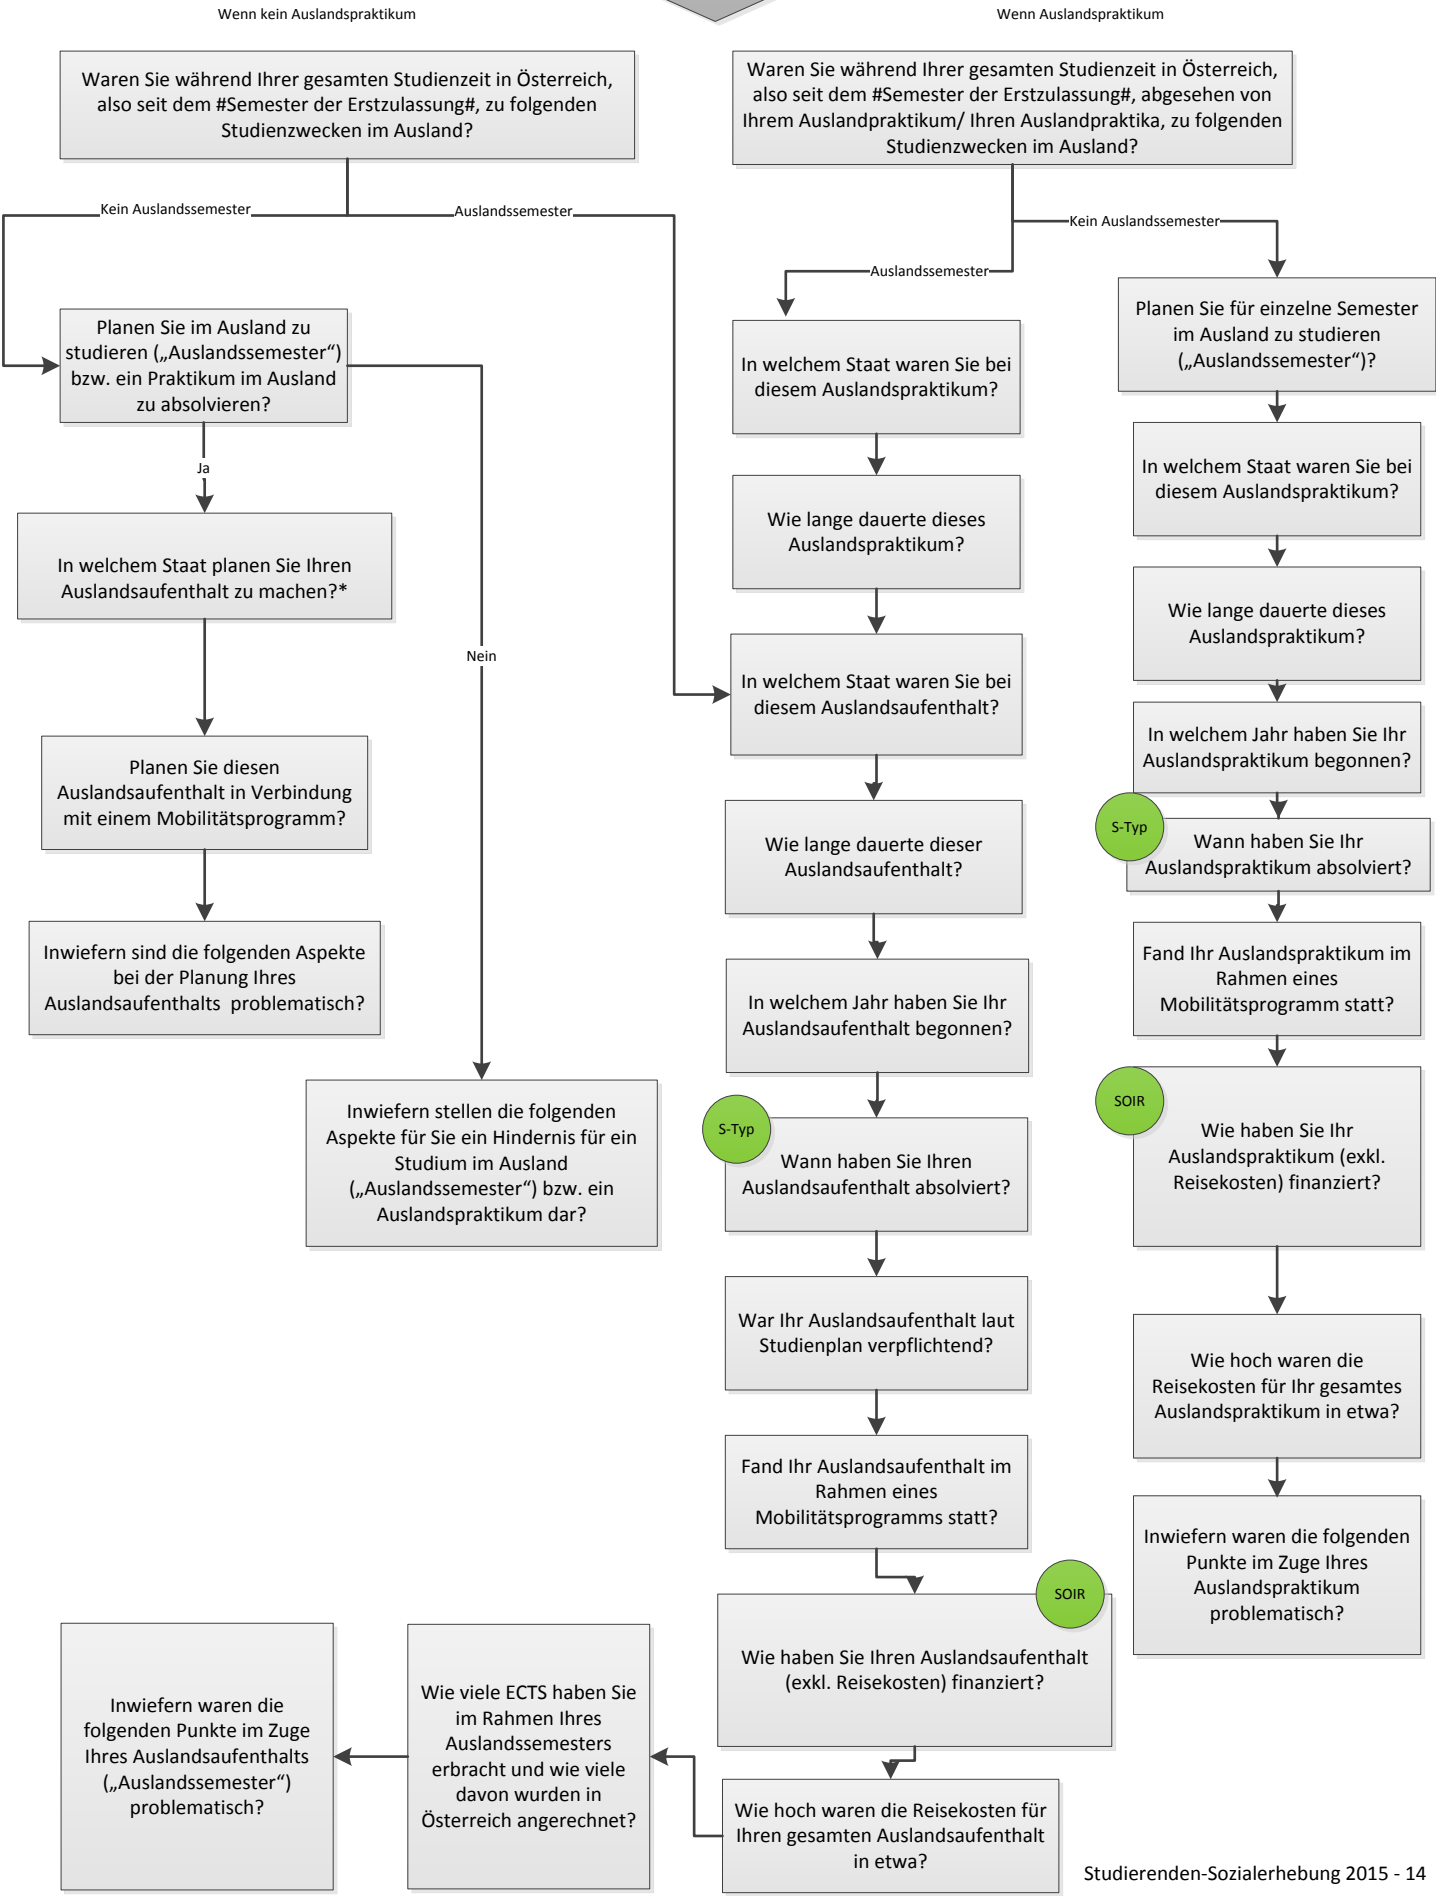 Wenn kein Auslandspraktikum
Wenn Auslandspraktikum
Waren Sie während Ihrer gesamten Studienzeit in Österreich,
also seit dem #Semester der Erstzulassung#, zu folgenden
Studienzwecken im Ausland?
Waren Sie während Ihrer gesamten Studienzeit in Österreich,
also seit dem #Semester der Erstzulassung#, abgesehen von
Ihrem Auslandpraktikum/ Ihren Auslandpraktika, zu folgenden
Studienzwecken im Ausland?
Kein Auslandssemester
Auslandssemester
Auslandssemester
Kein Auslandssemester
Planen Sie im Ausland zu
studieren („Auslandssemester“)
bzw. ein Praktikum im Ausland
zu absolvieren?
Ja
Nein
In welchem Staat planen Sie Ihren
Auslandsaufenthalt zu machen?*
Planen Sie diesen
Auslandsaufenthalt in Verbindung
mit einem Mobilitätsprogramm?
Inwiefern sind die folgenden Aspekte
bei der Planung Ihres
Auslandsaufenthalts  problematisch?
Inwiefern stellen die folgenden
Aspekte für Sie ein Hindernis für ein
Studium im Ausland
(„Auslandssemester“) bzw. ein
Auslandspraktikum dar?
In welchem Staat waren Sie bei
diesem Auslandspraktikum?
Wie lange dauerte dieses
Auslandspraktikum?
In welchem Staat waren Sie bei
diesem Auslandsaufenthalt?
Wie lange dauerte dieser
Auslandsaufenthalt?
In welchem Jahr haben Sie Ihr
Auslandsaufenthalt begonnen?
S-Typ
Wann haben Sie Ihren
Auslandsaufenthalt absolviert?
War Ihr Auslandsaufenthalt laut
Studienplan verpflichtend?
Fand Ihr Auslandsaufenthalt im
Rahmen eines
Mobilitätsprogramms statt?
SOIR
Wie haben Sie Ihren Auslandsaufenthalt
(exkl. Reisekosten) finanziert?
Wie hoch waren die Reisekosten für
Ihren gesamten Auslandsaufenthalt
in etwa?
Wie viele ECTS haben Sie
im Rahmen Ihres
Auslandssemesters
erbracht und wie viele
davon wurden in
Österreich angerechnet?
Inwiefern waren die
folgenden Punkte im Zuge
Ihres Auslandsaufenthalts
(„Auslandssemester“)
problematisch?
Planen Sie für einzelne Semester
im Ausland zu studieren
(„Auslandssemester“)?
In welchem Staat waren Sie bei
diesem Auslandspraktikum?
Wie lange dauerte dieses
Auslandspraktikum?
In welchem Jahr haben Sie Ihr
Auslandspraktikum begonnen?
S-Typ
Wann haben Sie Ihr
Auslandspraktikum absolviert?
Fand Ihr Auslandspraktikum im
Rahmen eines
Mobilitätsprogramm statt?
SOIR
Wie haben Sie Ihr
Auslandspraktikum (exkl.
Reisekosten) finanziert?
Wie hoch waren die
Reisekosten für Ihr gesamtes
Auslandspraktikum in etwa?
Inwiefern waren die folgenden
Punkte im Zuge Ihres
Auslandspraktikum
problematisch?
Studierenden-Sozialerhebung 2015 - 14